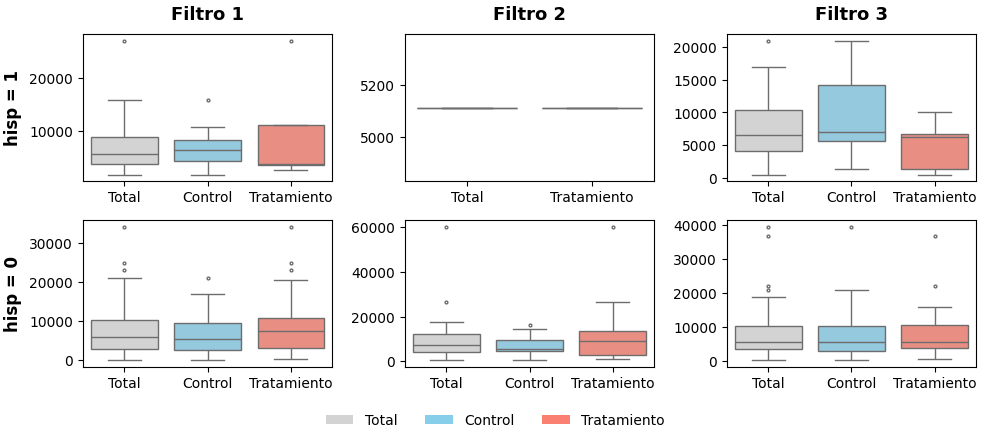 Filtro 1 Filtro 2 Filtro 3
hisp = 1
20000
10000
Total Control Tratamiento
5200
5000
Total Tratamiento
20000
15000
10000
5000
0
Total Control Tratamiento
hisp = 0
30000
20000
10000
0
Total Control Tratamiento
60000
40000
20000
0
Total Control Tratamiento
40000
30000
20000
10000
0
Total Control Tratamiento
Total Control Tratamiento